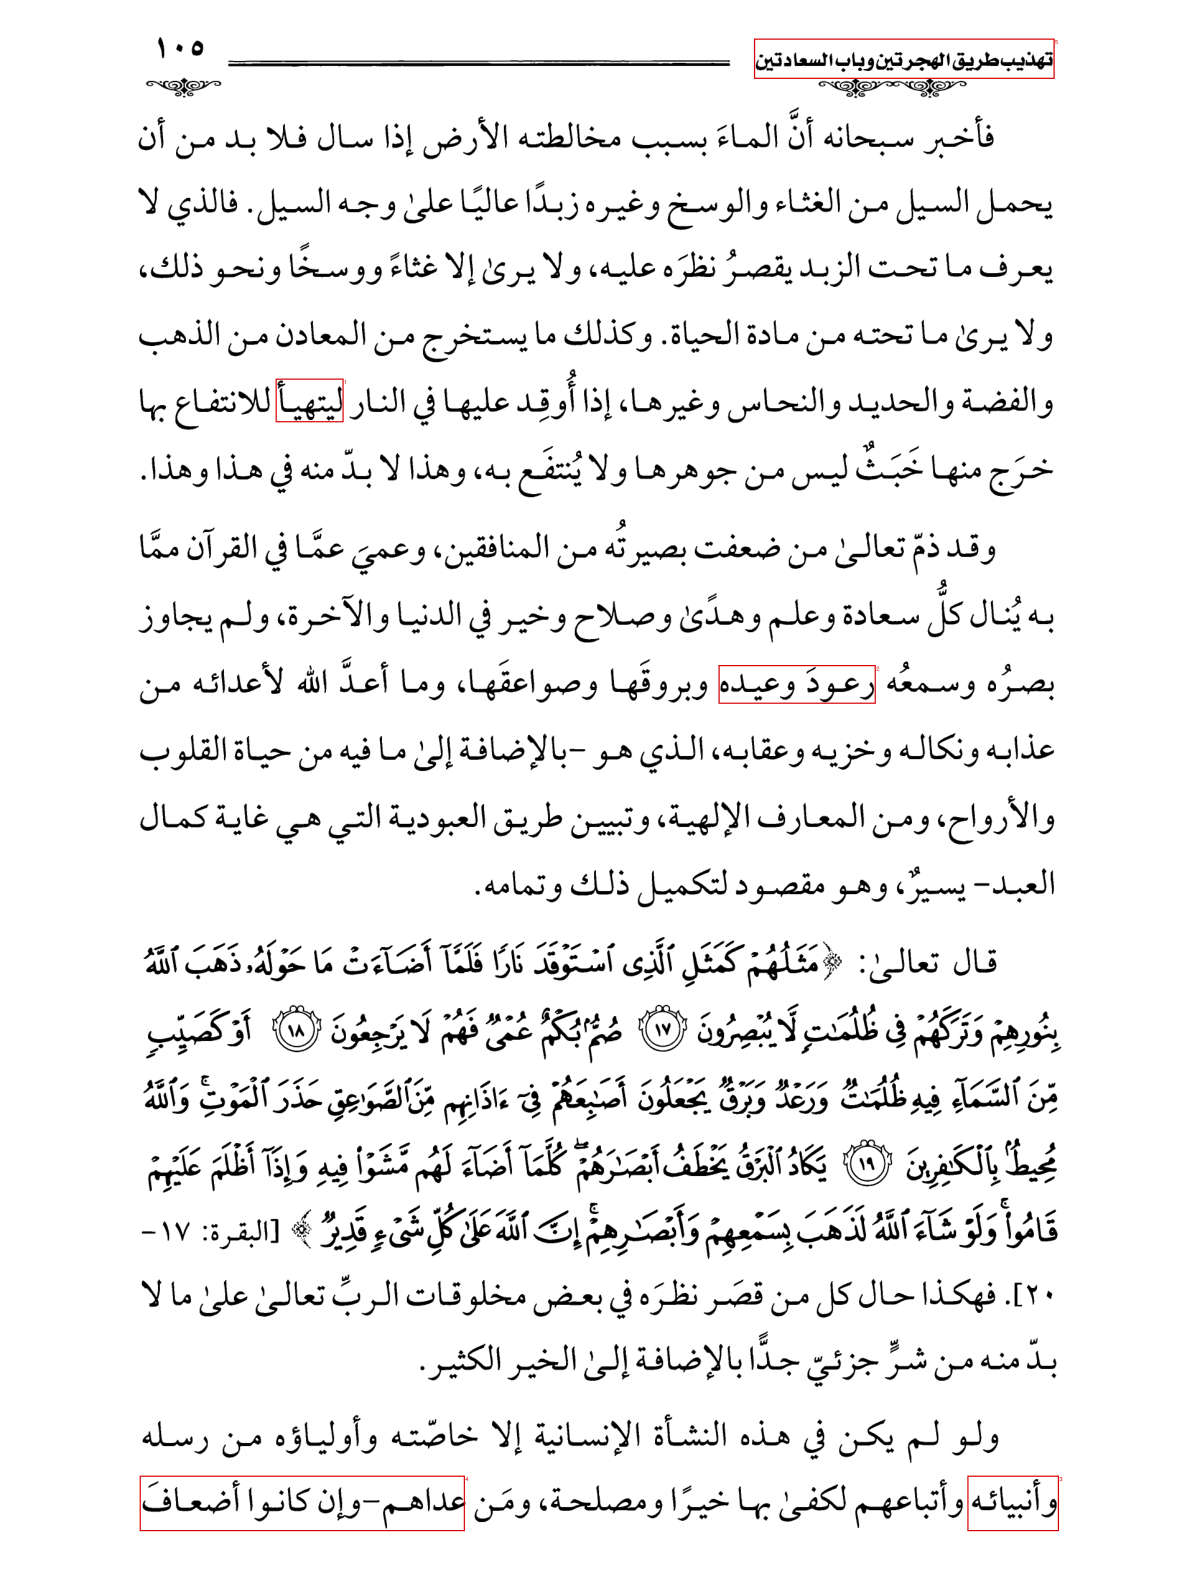 تهذيب طريق الهجرتين وباب السعادتين ١٠٥
فأخبر سبحانه أنَّ الماءَ بسبب مخالطته الأرض إذا سال فلا بد من أن
يحمل السيل من الغثاء والوسخ وغيره زبدًا عاليًا علىٰ وجه السيل. فالذي لا
يعرف ما تحت الزبد يقصرُ نظرَه عليه، ولا يرىٰ إلا غثاءً ووسخًا ونحو ذلك،
ولا يرىٰ ما تحته من مادة الحياة. وكذلك ما يستخرج من المعادن من الذهب
والفضة والحديد والنحاس وغيرها، إذا أُوقِد عليها في النار ليتهيأ للانتفاع بها
خرَج منها خَبَثٌ ليس من جوهرها ولا يُنتفَع به، وهذا لا بدّ منه في هذا وهذا.
وقد ذمّ تعالىٰ من ضعفت بصيرتُه من المنافقين، وعميَ عمَّا في القرآن ممَّا
به يُنال كلُّ سعادة وعلم وهدًىٰ وصلاح وخير في الدنيا والآخرة، ولم يجاوز
بصرُه وسمعُه رعودَ وعيده وبروقَها وصواعقَها، وما أعدَّ الله لأعدائه من
عذابه ونكاله وخزيه وعقابه، الذي هو -بالإضافة إلىٰ ما فيه من حياة القلوب
والأرواح، ومن المعارف الإلهية، وتبيين طريق العبودية التي هي غاية كمال
العبد- يسيرٌ، وهو مقصود لتكميل ذلك وتمامه.
قال تعالىٰ: ﴿مَثَلُهُمۡ كَمَثَلِ ٱلَّذِي ٱسۡتَوۡقَدَ نَارٗا فَلَمَّآ أَضَآءَتۡ مَا حَوۡلَهُۥ ذَهَبَ ٱللَّهُ
بِنُورِهِمۡ وَتَرَكَهُمۡ فِي ظُلُمَٰتٖ لَّا يُبۡصِرُونَ ١٧ صُمُّۢ بُكۡمٌ عُمۡيٞ فَهُمۡ لَا يَرۡجِعُونَ ١٨ أَوۡ كَصَيِّبٖ
مِّنَ ٱلسَّمَآءِ فِيهِ ظُلُمَٰتٞ وَرَعۡدٞ وَبَرۡقٞ يَجۡعَلُونَ أَصَٰبِعَهُمۡ فِيٓ ءَاذَانِهِم مِّنَ ٱلصَّوَٰعِقِ حَذَرَ ٱلۡمَوۡتِۚ وَٱللَّهُ
مُحِيطُۢ بِٱلۡكَٰفِرِينَ ١٩ يَكَادُ ٱلۡبَرۡقُ يَخۡطَفُ أَبۡصَٰرَهُمۡۖ كُلَّمَآ أَضَآءَ لَهُم مَّشَوۡاْ فِيهِ وَإِذَآ أَظۡلَمَ عَلَيۡهِمۡ
قَامُواْۚ وَلَوۡ شَآءَ ٱللَّهُ لَذَهَبَ بِسَمۡعِهِمۡ وَأَبۡصَٰرِهِمۡۚ إِنَّ ٱللَّهَ عَلَىٰ كُلِّ شَيۡءٖ قَدِيرٞ﴾ [البقرة: ١٧-
٢٠]. فهكذا حال كل من قصَر نظرَه في بعض مخلوقات الربِّ تعالىٰ علىٰ ما لا
بدّ منه من شرٍّ جزئيّ جدًّا بالإضافة إلىٰ الخير الكثير.
ولو لم يكن في هذه النشأة الإنسانية إلا خاصّته وأولياؤه من رسله
وأنبيائه وأتباعهم لكفىٰ بها خيرًا ومصلحة، ومَن عداهم-وإن كانوا أضعافَ